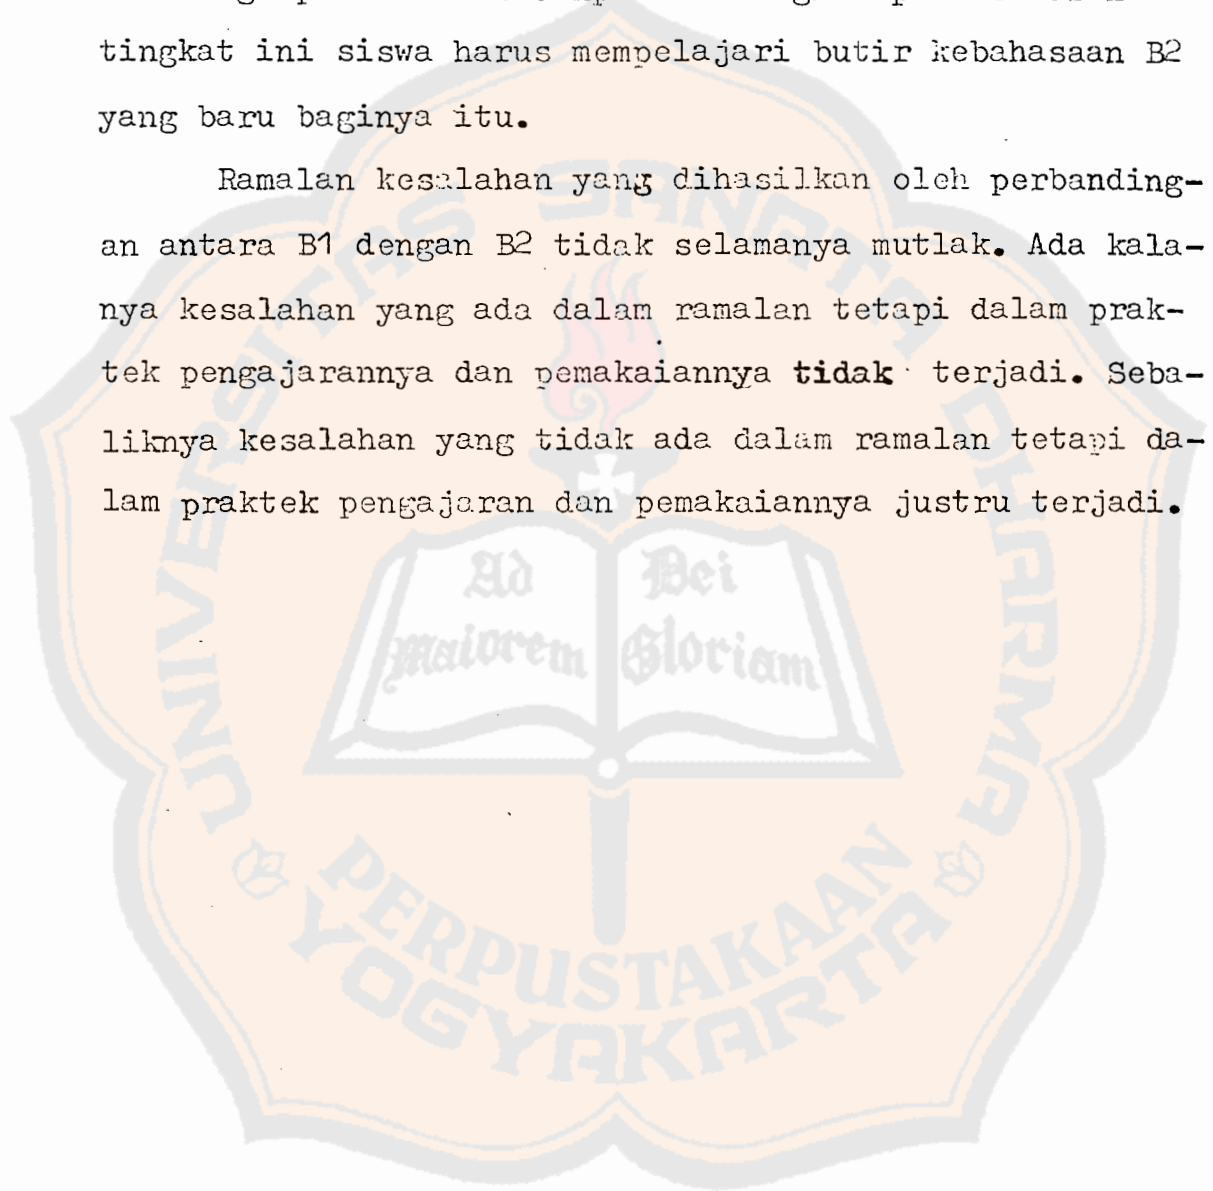 tingkat ini siswa harus mempelajari butir kebahasaan B2
yang baru baginya itu.
Ramalan kesalahan yang dihasilkan oleh perbanding-
an antara B1 dengan B2 tidak selamanya mutlak. Ada kala-
nya kesalahan yang ada dalam ramalan tetapi dalam prak-
tek pengajarannya dan pemakaiannya tidak terjadi. Seba-
liknya kesalahan yang tidak ada dalam ramalan tetapi da-
lam praktek pengajaran dan pemakaiannya justru terjadi.
UNIVERSITAS SANATA DHARMA
Ad Dei
Maiorem Gloriam
PERPUSTAKAAN
YOGYAKARTA